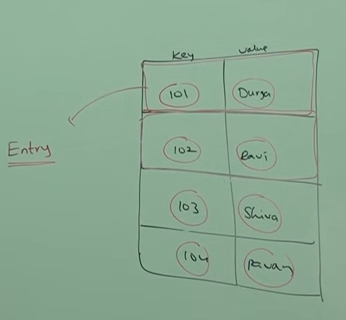 key value
101 Durga
Entry
102 Ravi
103 Shiva
104 Pavan